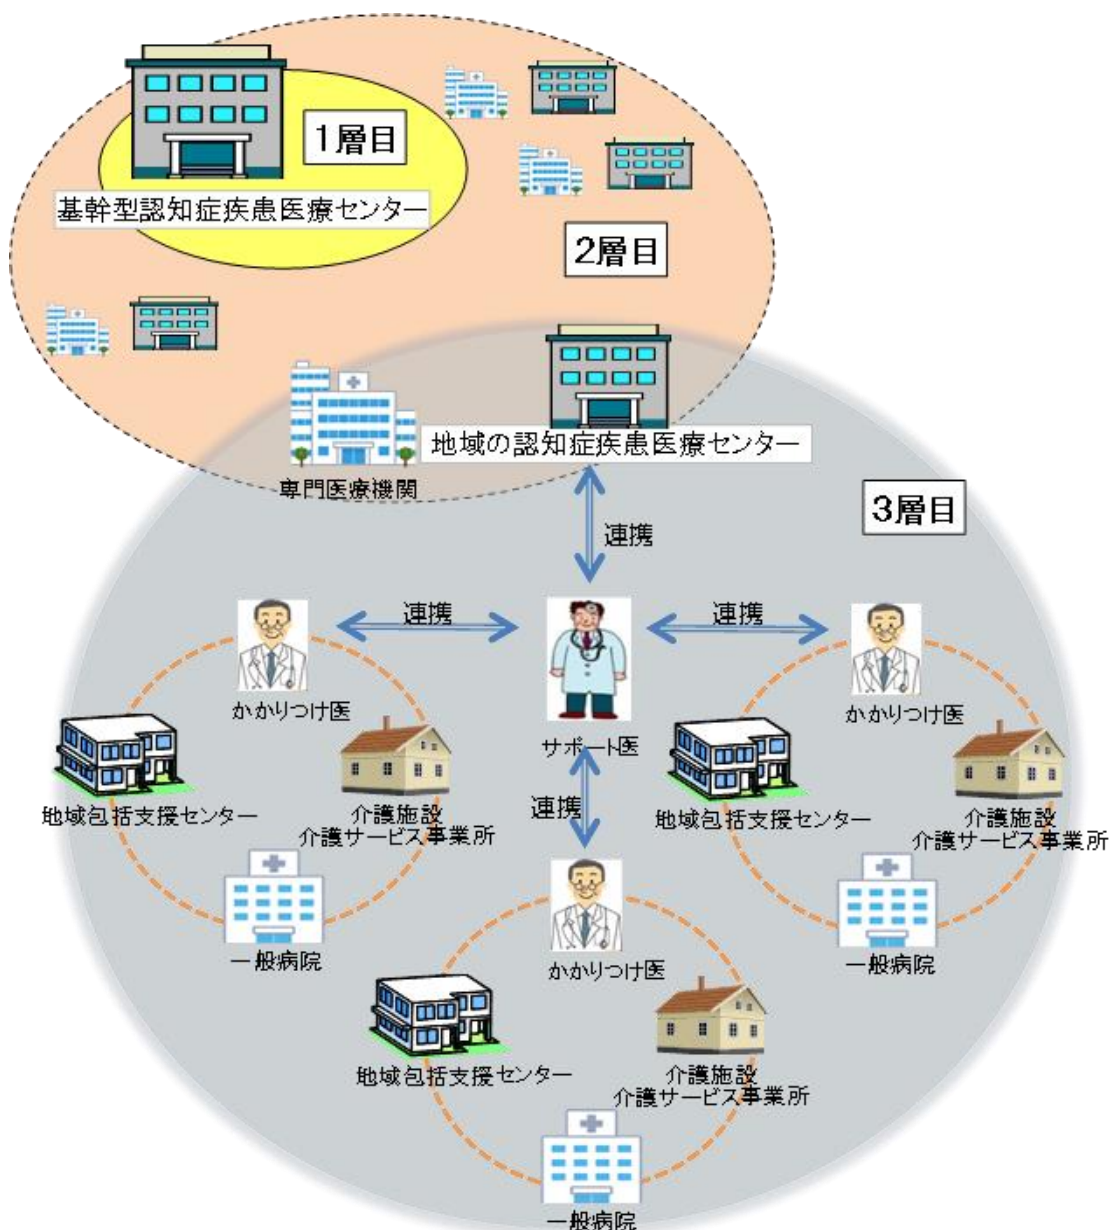 1層目
基幹型認知症疾患医療センター
2層目
地域の認知症疾患医療センター
専門医療機関
3層目
連携
連携
連携
かかりつけ医
サポート医
かかりつけ医
地域包括支援センター
介護施設
介護サービス事業所
一般病院
連携
地域包括支援センター
介護施設
介護サービス事業所
一般病院
かかりつけ医
地域包括支援センター
介護施設
介護サービス事業所
一般病院